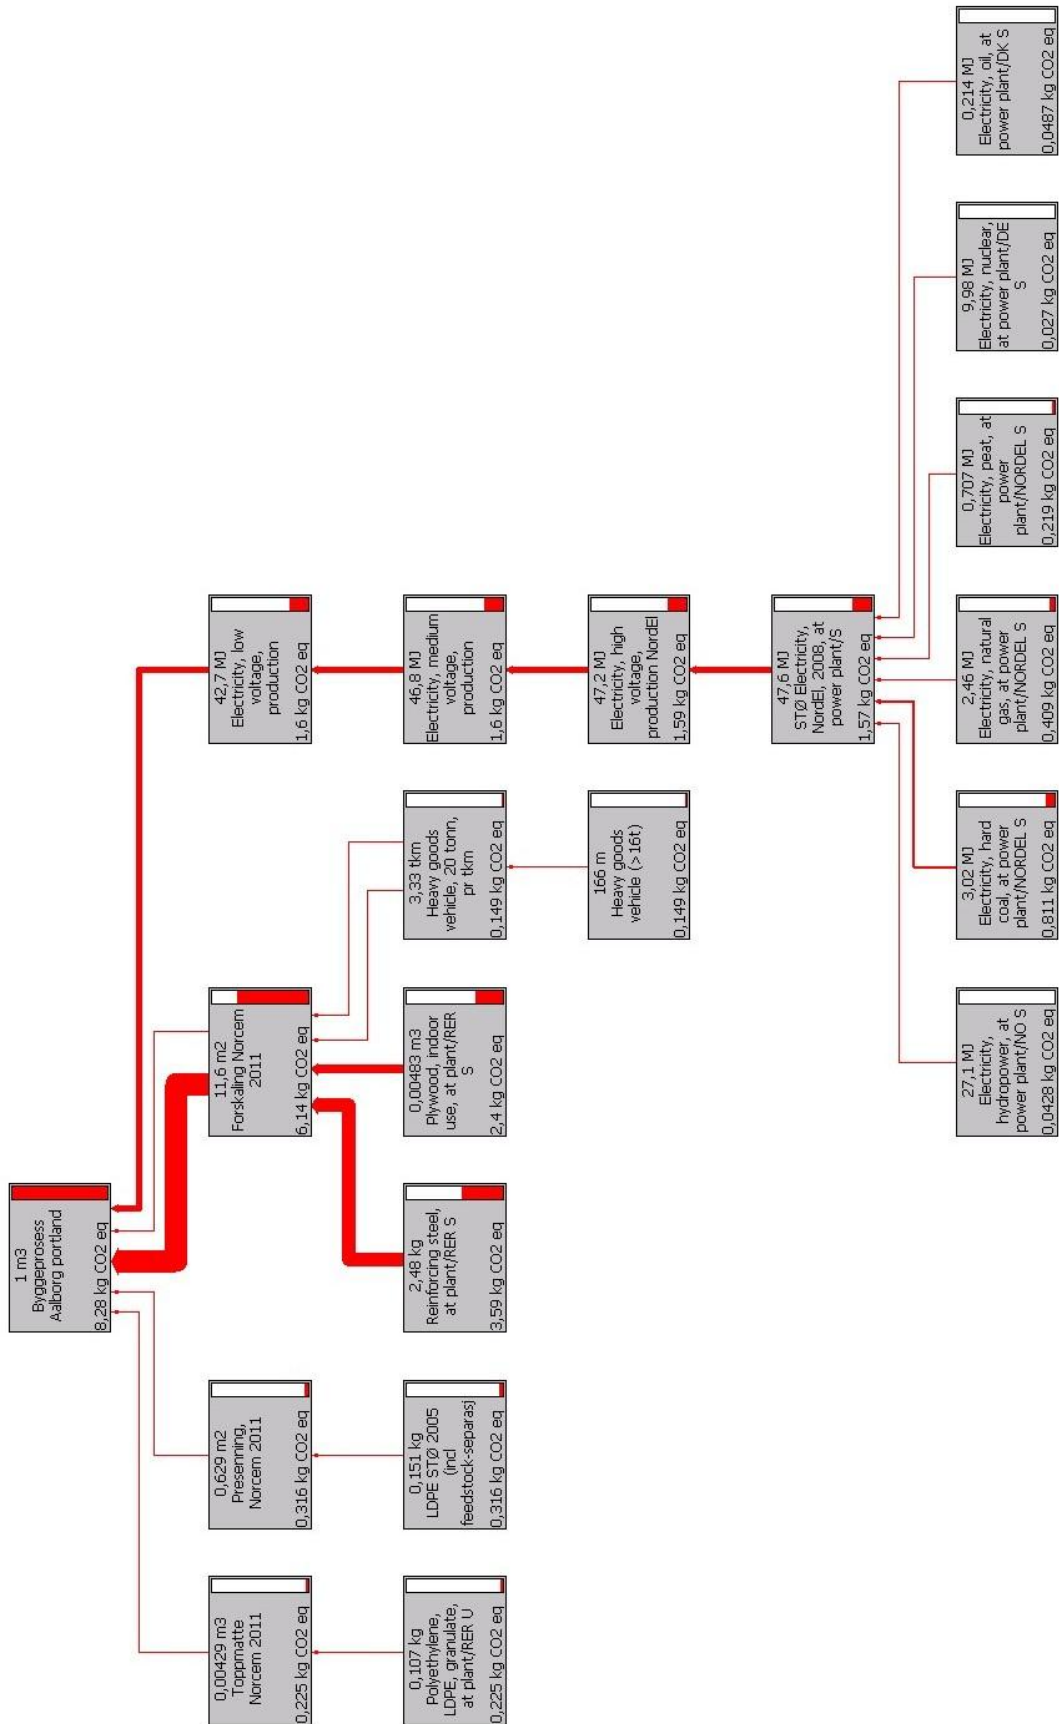 1 m3
Byggeprosess
Aalborg portland
8,28 kg CO2 eq
0,00429 m3
Toppmatte
Norcem 2011
0,225 kg CO2 eq
0,629 m2
Presenning,
Norcem 2011
0,316 kg CO2 eq
11,6 m2
Forskaling Norcem
2011
6,14 kg CO2 eq
42,7 MJ
Electricity, low
voltage,
production
1,6 kg CO2 eq
0,107 kg
Polyethylene,
LDPE, granulate,
at plant/RER U
0,225 kg CO2 eq
0,151 kg
LDPE STØ 2005
(incl
feedstock-separasj
0,316 kg CO2 eq
2,48 kg
Reinforcing steel,
at plant/RER S
3,59 kg CO2 eq
0,00483 m3
Plywood, indoor
use, at plant/RER
S
2,4 kg CO2 eq
3,33 tkm
Heavy goods
vehicle, 20 tonn,
pr tkm
0,149 kg CO2 eq
46,8 MJ
Electricity, medium
voltage,
production
1,6 kg CO2 eq
166 m
Heavy goods
vehicle (>16t)
0,149 kg CO2 eq
47,2 MJ
Electricity, high
voltage,
production NordEl
1,59 kg CO2 eq
47,6 MJ
STØ Electricity,
NordEl, 2008, at
power plant/S
1,57 kg CO2 eq
27,1 MJ
Electricity,
hydropower, at
power plant/NO S
0,0428 kg CO2 eq
3,02 MJ
Electricity, hard
coal, at power
plant/NORDEL S
0,811 kg CO2 eq
2,46 MJ
Electricity, natural
gas, at power
plant/NORDEL S
0,409 kg CO2 eq
0,707 MJ
Electricity, peat, at
power
plant/NORDEL S
0,219 kg CO2 eq
9,98 MJ
Electricity, nuclear,
at power plant/DE
S
0,027 kg CO2 eq
0,214 MJ
Electricity, oil, at
power plant/DK S
0,0487 kg CO2 eq